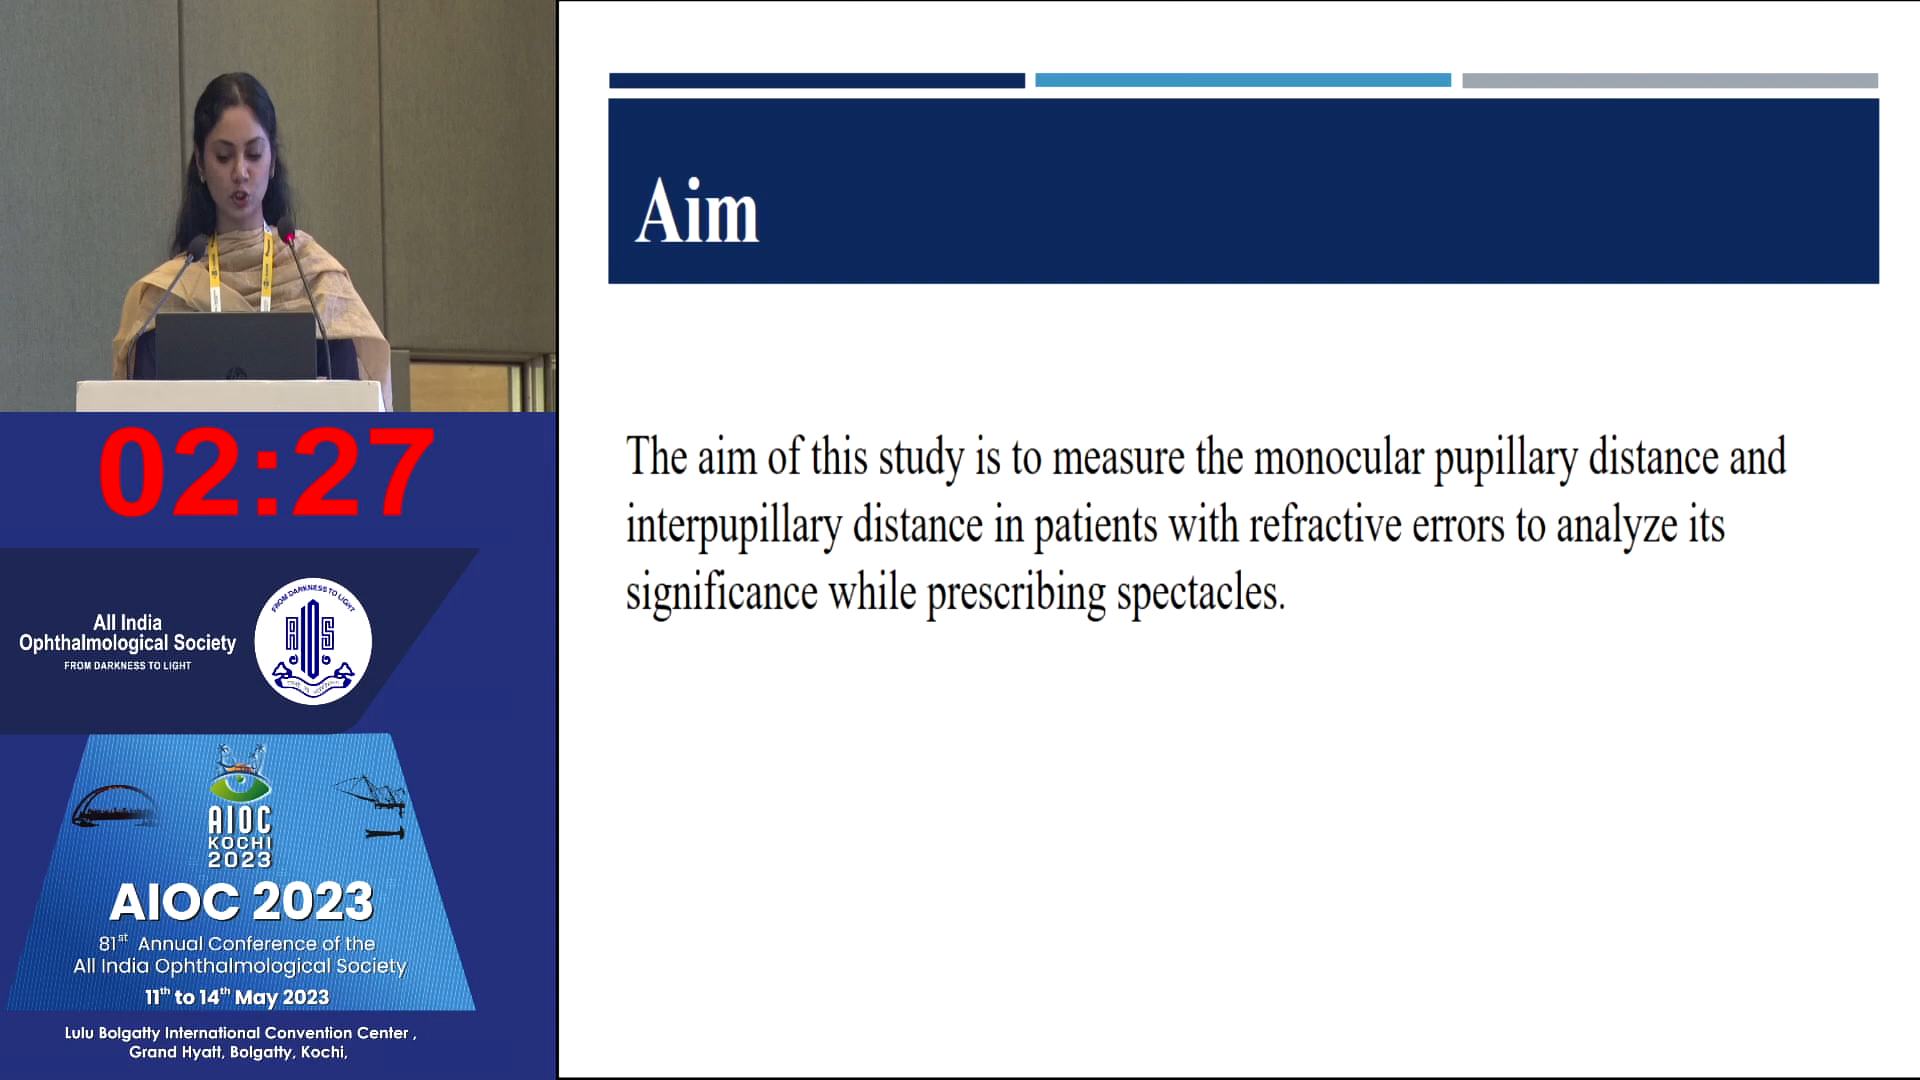 02:27
All India
Ophthalmological Society
FROM DARKNESS TO LIGHT
FROM DARKNESS TO LIGHT
AIOS
AIOC
KOCHI
2023
AIOC 2023
81st Annual Conference of the
All India Ophthalmological Society
11th to 14th May 2023
Lulu Bolgatty International Convention Center ,
Grand Hyatt, Bolgatty, Kochi,
Aim
The aim of this study is to measure the monocular pupillary distance and
interpupillary distance in patients with refractive errors to analyze its
significance while prescribing spectacles.